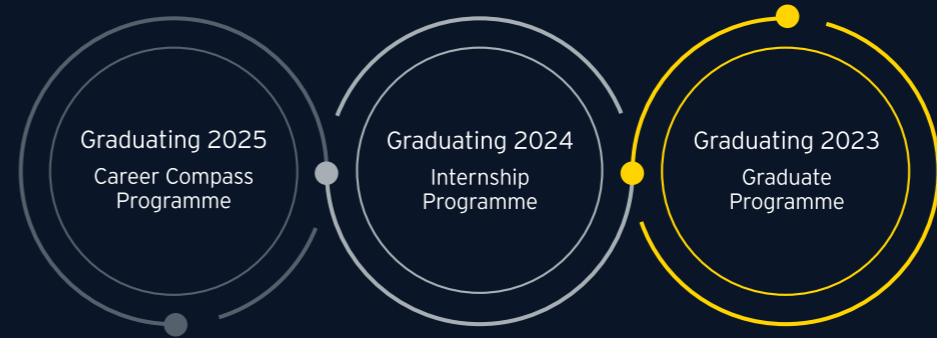 Graduating 2025
Career Compass
Programme
Graduating 2024
Internship
Programme
Graduating 2023
Graduate
Programme